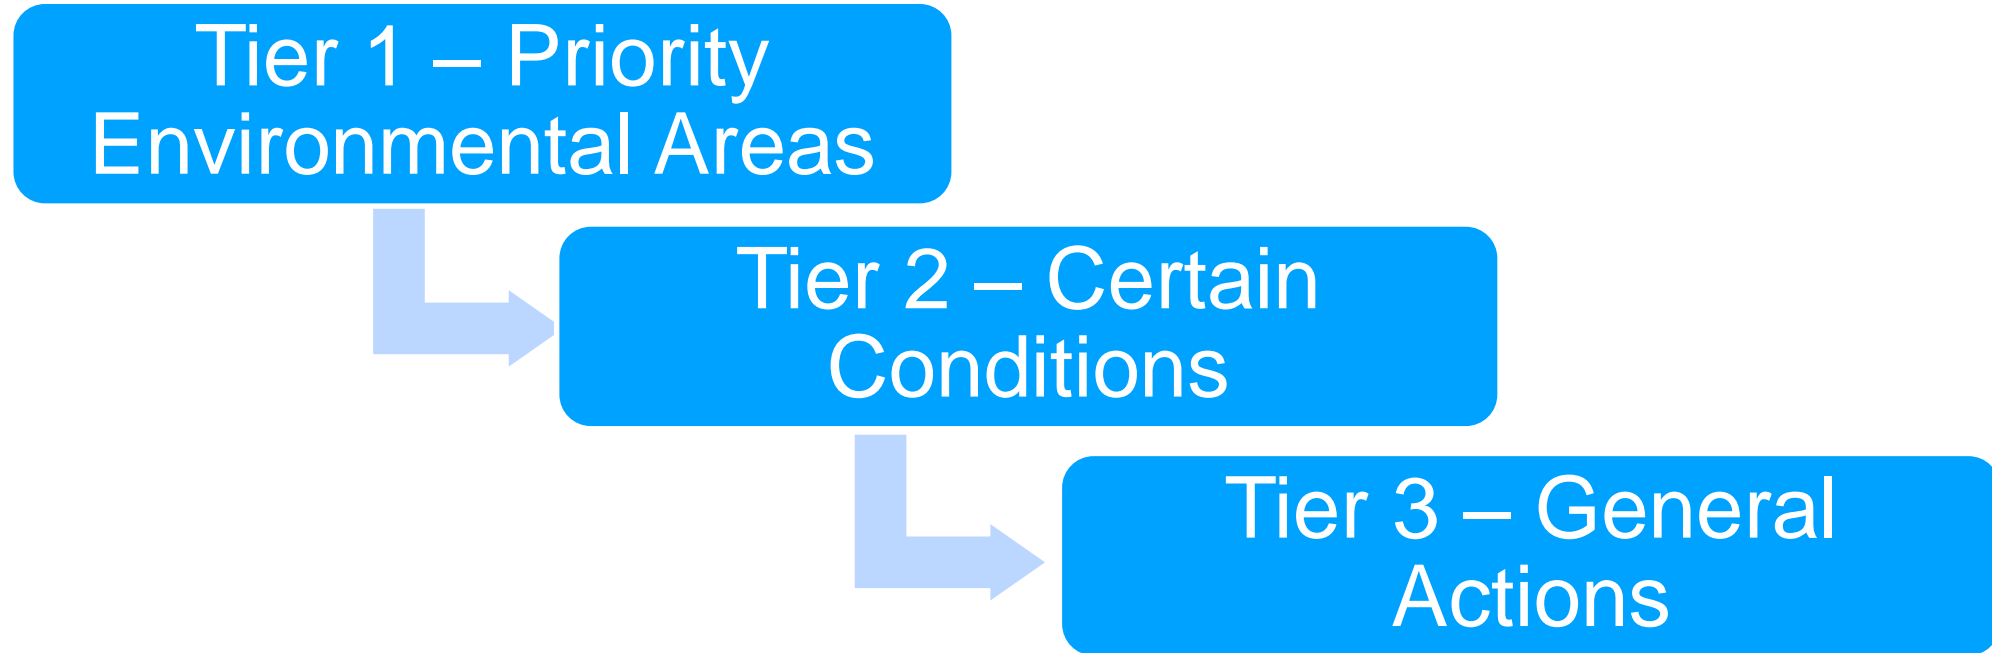 Tier 1 – Priority
Environmental Areas
Tier 2 – Certain
Conditions
Tier 3 – General
Actions